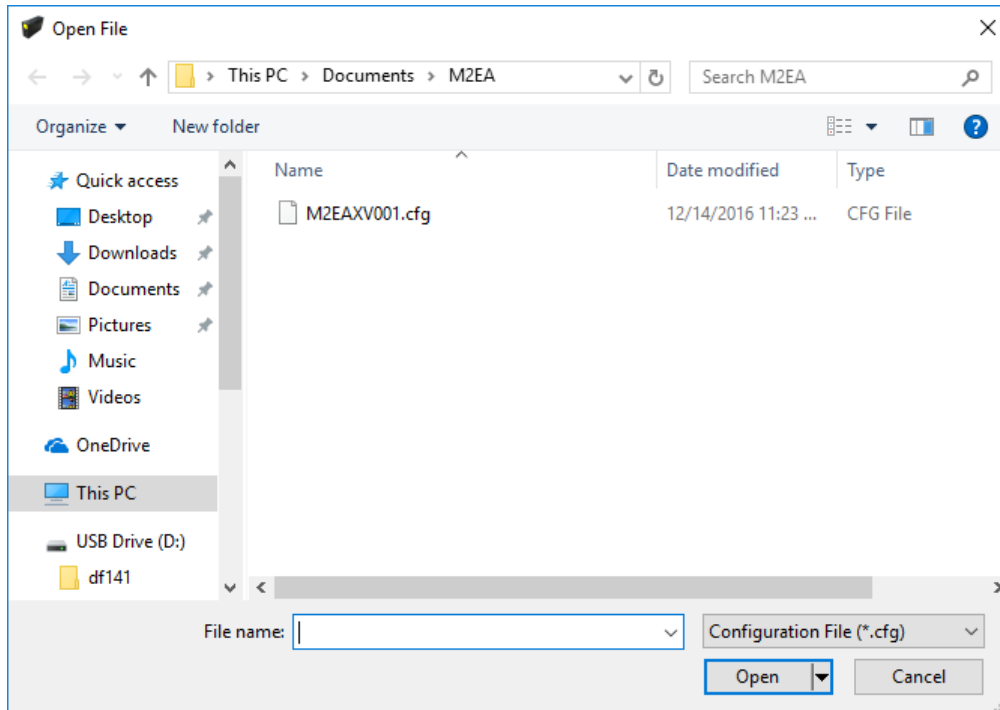 Open File
This PC > Documents > M2EA
Search M2EA
Organize
New folder
Name
Date modified
Type
Quick access
M2EAXV001.cfg
12/14/2016 11:23 ...
CFG File
Desktop
Downloads
Documents
Pictures
Music
Videos
OneDrive
This PC
USB Drive (D:)
df141
File name:
Configuration File (*.cfg)
Open
Cancel